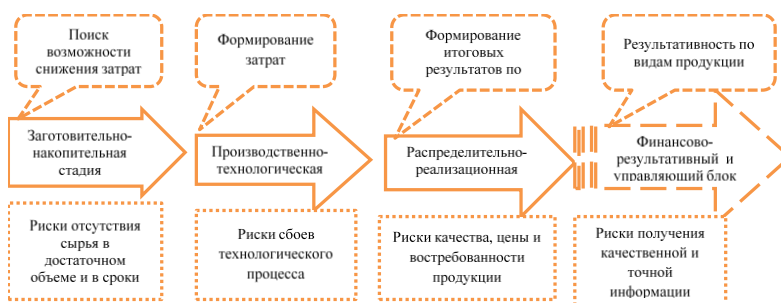 Поиск
возможности
снижения затрат
Формирование
затрат
Формирование
итоговых
результатов по
Результативность по
видам продукции
Заготовительно-
накопительная
стадия
Производственно-
технологическая
Распределительно-
реализационная
Финансово-
результативный и
управляющий блок
Риски отсутствия
сырья в
достаточном
объеме и в сроки
Риски сбоев
технологического
процесса
Риски качества, цены и
востребованности
продукции
Риски получения
качественной и
точной
информации